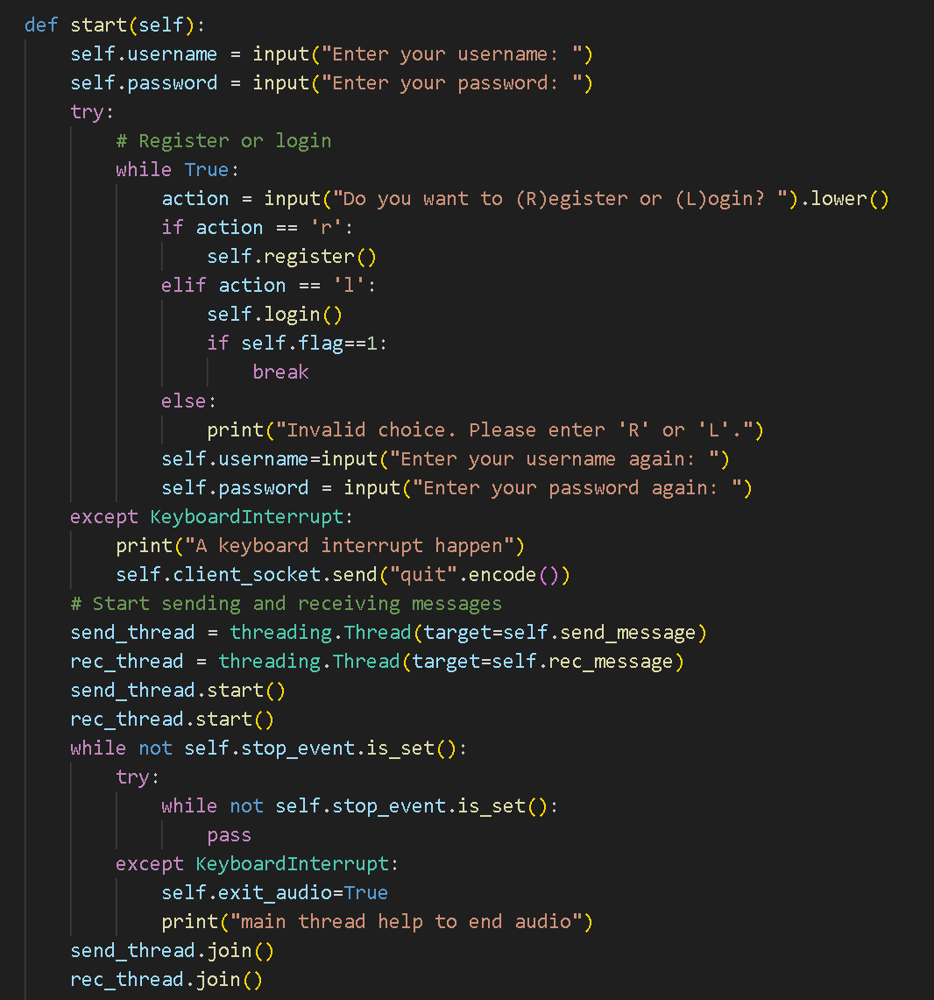 def start(self):
    self.username = input("Enter your username: ")
    self.password = input("Enter your password: ")
    try:
        # Register or login
        while True:
            action = input("Do you want to (R)egister or (L)ogin? ").lower()
            if action == 'r':
                self.register()
            elif action == 'l':
                self.login()
                if self.flag==1:
                    break
            else:
                print("Invalid choice. Please enter 'R' or 'L'.")
            self.username=input("Enter your username again: ")
            self.password = input("Enter your password again: ")
    except KeyboardInterrupt:
        print("A keyboard interrupt happen")
        self.client_socket.send("quit".encode())
    # Start sending and receiving messages
    send_thread = threading.Thread(target=self.send_message)
    rec_thread = threading.Thread(target=self.rec_message)
    send_thread.start()
    rec_thread.start()
    while not self.stop_event.is_set():
        try:
            while not self.stop_event.is_set():
                pass
        except KeyboardInterrupt:
            self.exit_audio=True
            print("main thread help to end audio")
    send_thread.join()
    rec_thread.join()